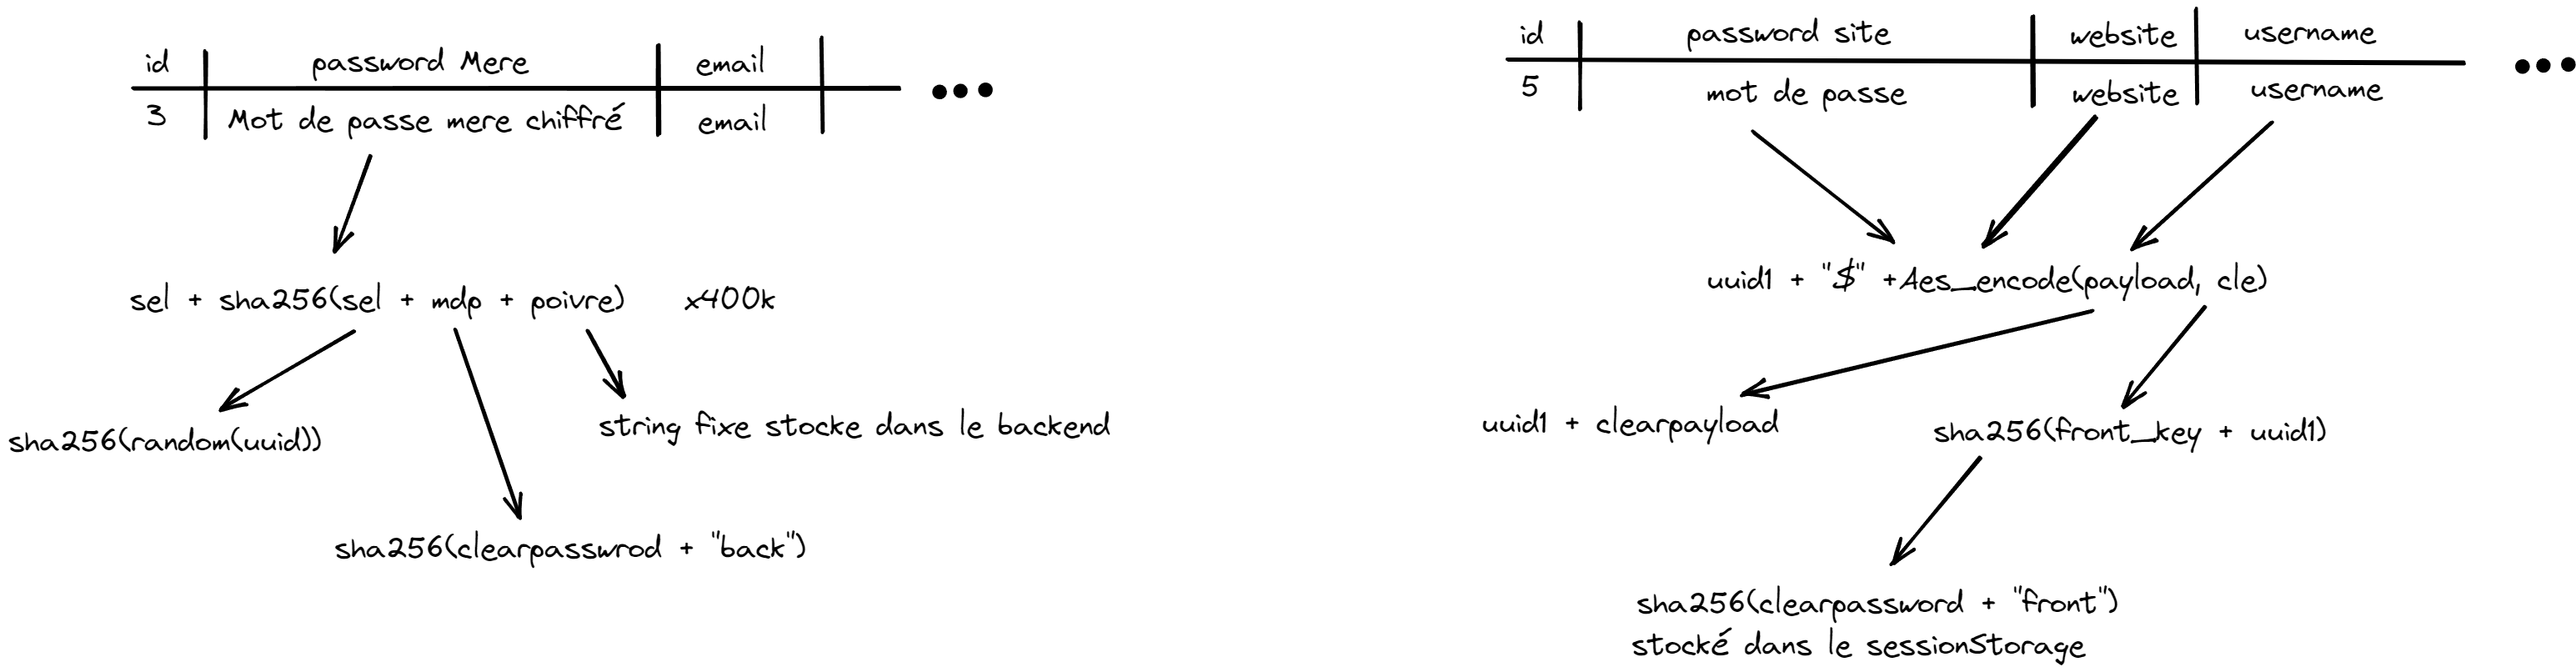 id password Mere email
3 Mot de passe mere chiffré email
sel + sha256(sel + mdp + poivre) x400k
sha256(random(uuid))
string fixe stocke dans le backend
sha256(clearpasswrod + "back")
id password site website username
5 mot de passe website username
uuid1 + "$" +Aes_encode(payload, cle)
uuid1 + clearpayload
sha256(front_key + uuid1)
sha256(clearpassword + "front")
stocké dans le sessionStorage